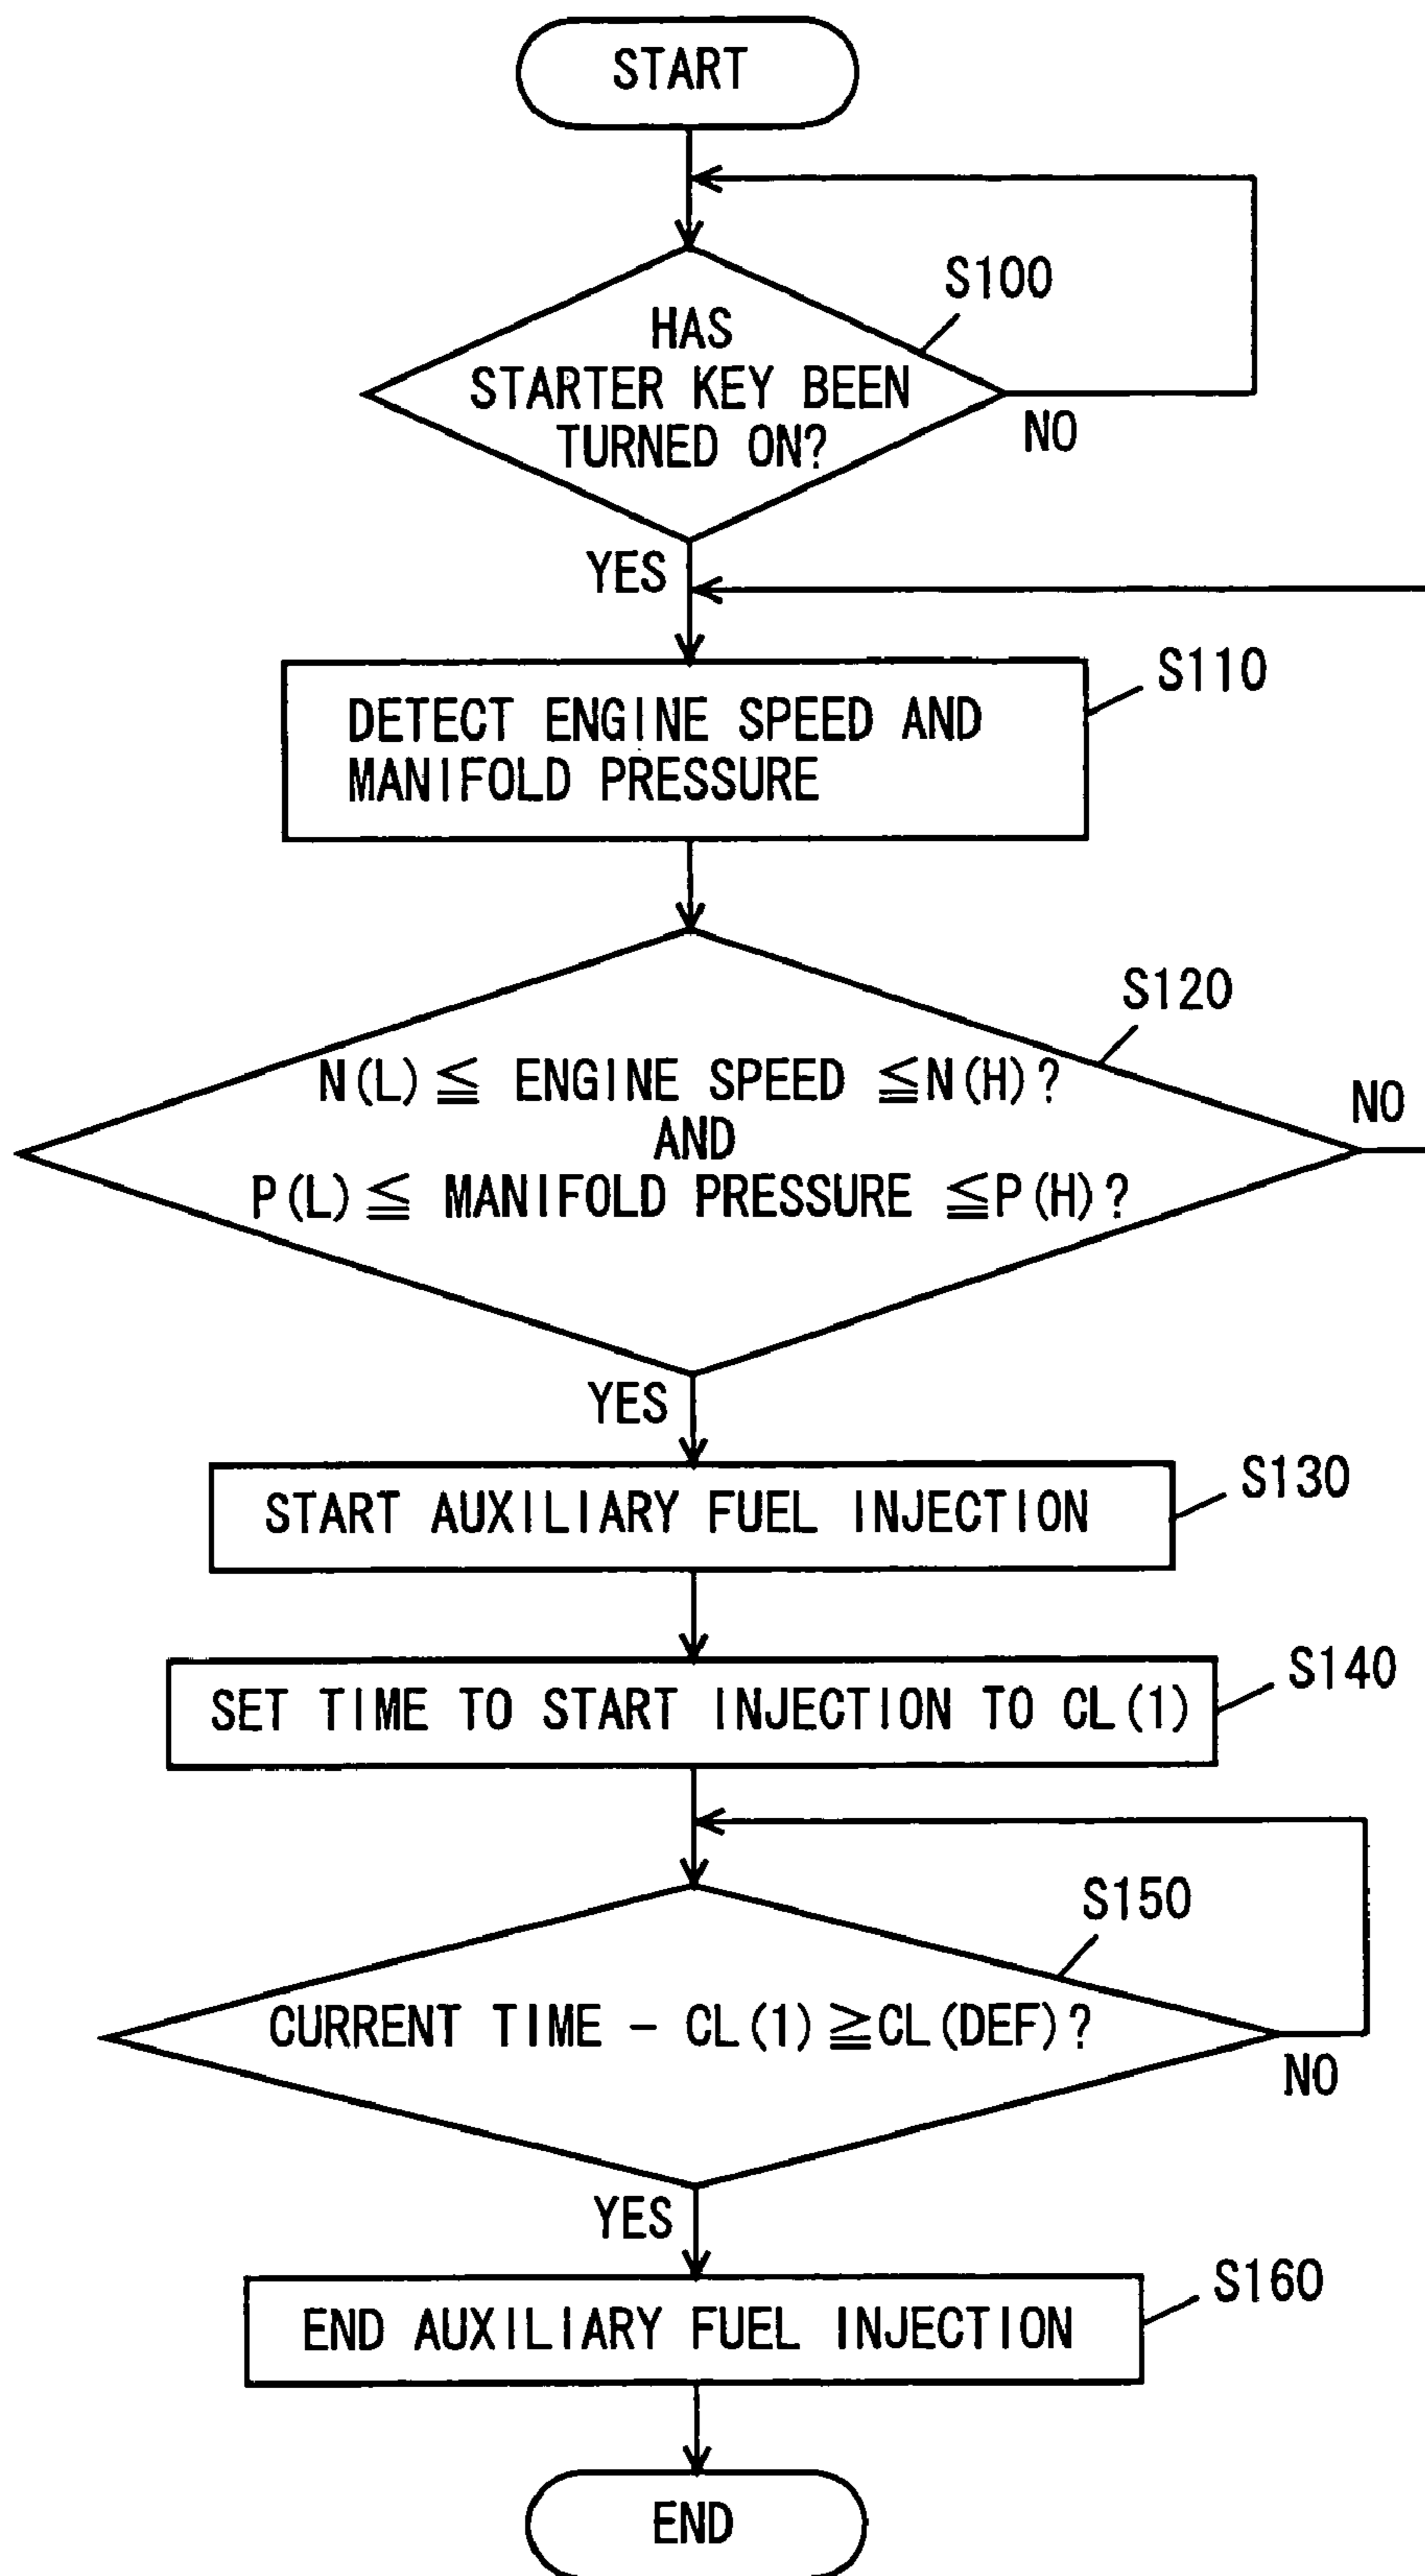 START
S100
HAS
STARTER KEY BEEN
TURNED ON?
NO
YES
S110
DETECT ENGINE SPEED AND
MANIFOLD PRESSURE
S120
N(L)≦ ENGINE SPEED ≦N(H)?
AND
P(L)≦ MANIFOLD PRESSURE ≦P(H)?
NO
YES
S130
START AUXILIARY FUEL INJECTION
S140
SET TIME TO START INJECTION TO CL(1)
S150
CURRENT TIME - CL(1)≧CL(DEF)?
NO
YES
S160
END AUXILIARY FUEL INJECTION
END